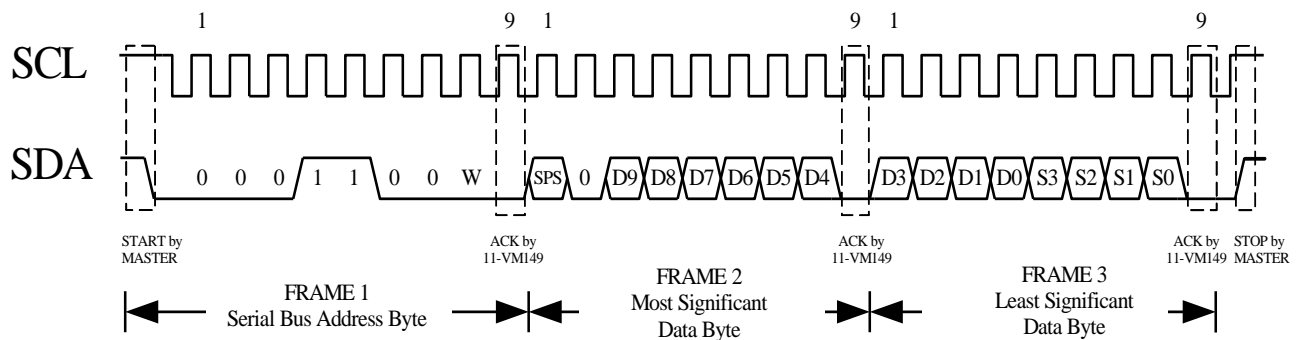 1 9 1 9 1 9
SCL
SDA
0 0 0 1 1 0 0 W SPS 0 D9 D8 D7 D6 D5 D4 D3 D2 D1 D0 S3 S2 S1 S0
START by
MASTER
ACK by
11-VM149
ACK by
11-VM149
ACK by
11-VM149
STOP by
MASTER
FRAME 1
Serial Bus Address Byte
FRAME 2
Most Significant
Data Byte
FRAME 3
Least Significant
Data Byte